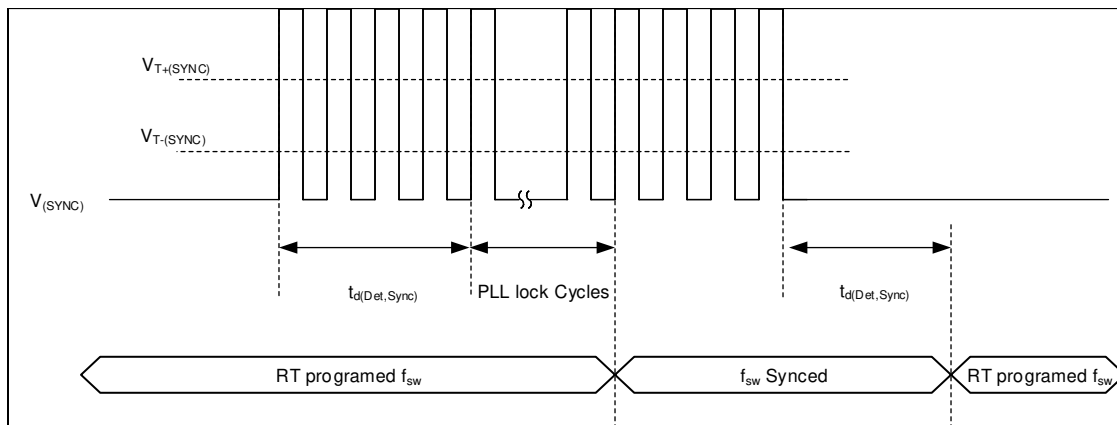 VT+(SYNC)
VT-(SYNC)
V(SYNC)
td(Det,Sync)
PLL lock Cycles
td(Det,Sync)
RT programed fsw
fsw Synced
RT programed fsw